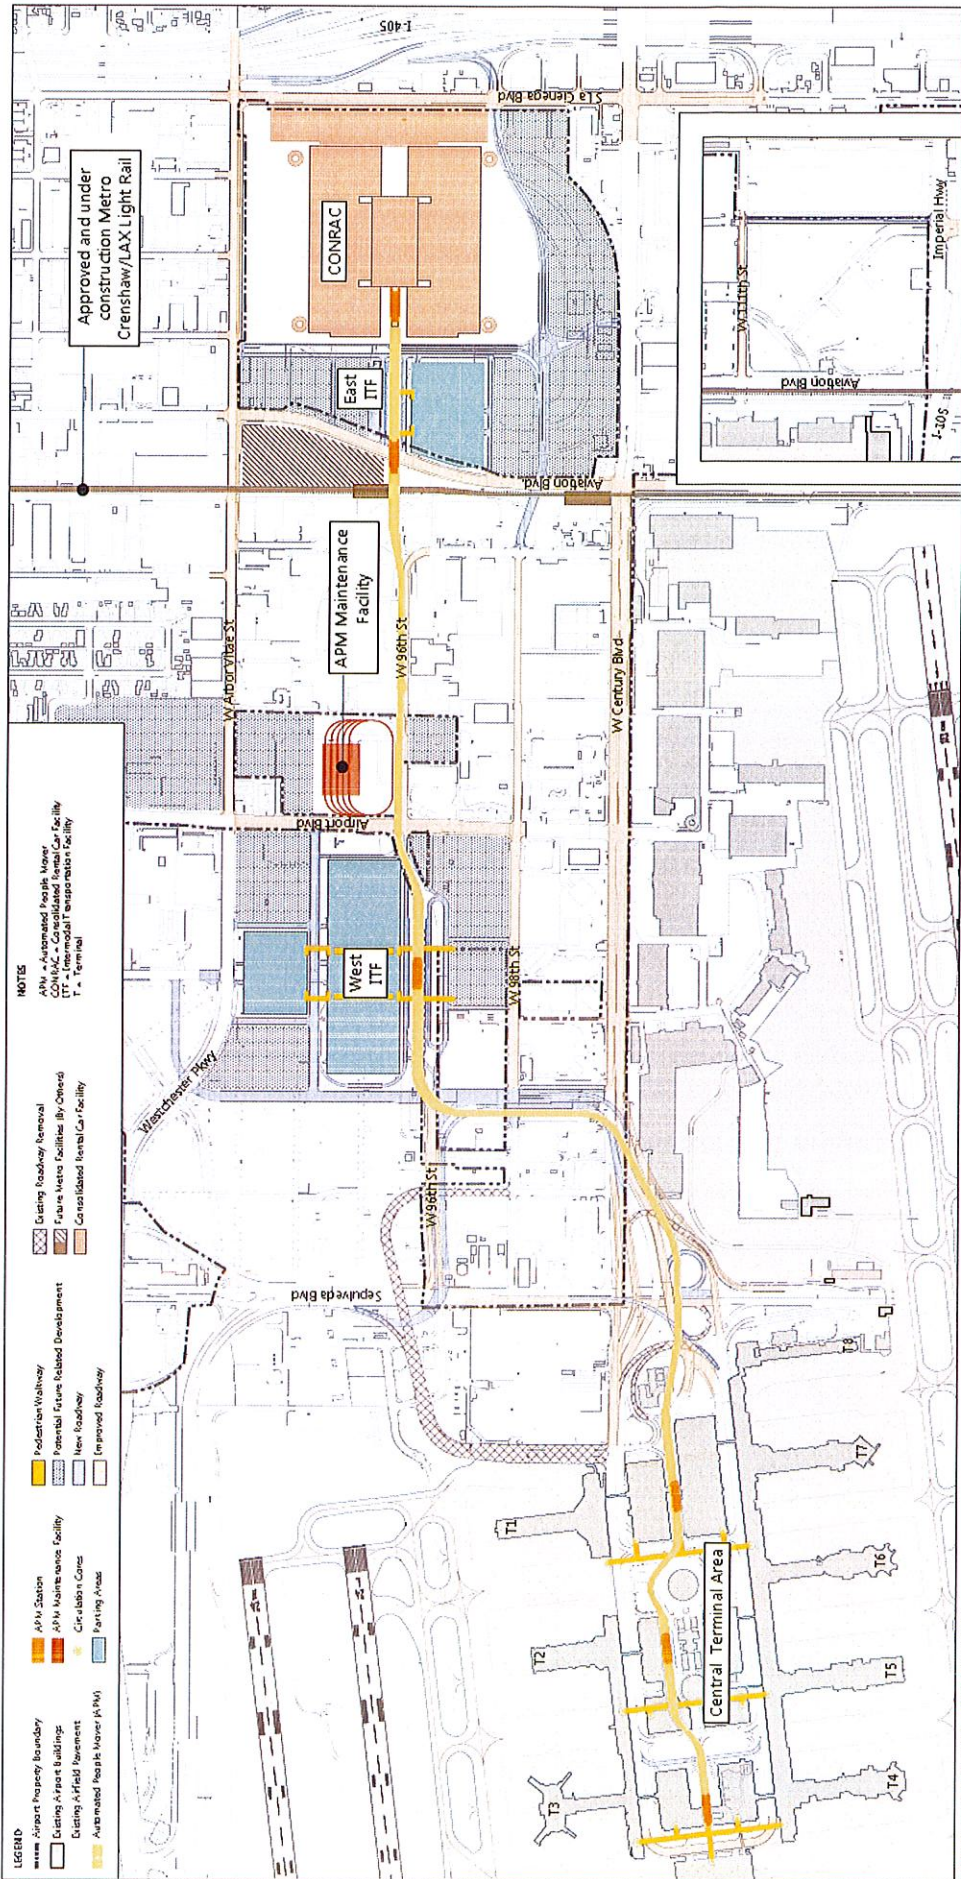 LEGEND
Airport Property Boundary
Existing Airport Buildings
Existing Airfield Pavement
Automated People Mover (APM)
APM Station
APM Maintenance Facility
Circulation Cores
Parking Areas
Pedestrian Walkway
Potential Future Related Development
New Roadway
Improved Roadway
Existing Roadway Removal
Future Metro Facilities (By Others)
Consolidated Rental Car Facility
NOTES
APM = Automated People Mover
CONRAC = Consolidated Rental Car Facility
ITF = Intermodal Transportation Facility
T = Terminal
Approved and under
construction Metro
Crenshaw/LAX Light Rail
I-405
W Arbor Vitae St
S La Cienega Blvd
CONRAC
East
ITF
APM Maintenance
Facility
Aviation Blvd.
W 96th St
Airport Blvd
West
ITF
Westchester Pkwy
W 96th St
W 98th St
W Century Blvd
Sepulveda Blvd
W 111th St
Aviation Blvd
Imperial Hwy
I-105
T1
T2
T3
Central Terminal Area
T4
T5
T6
T7
T8